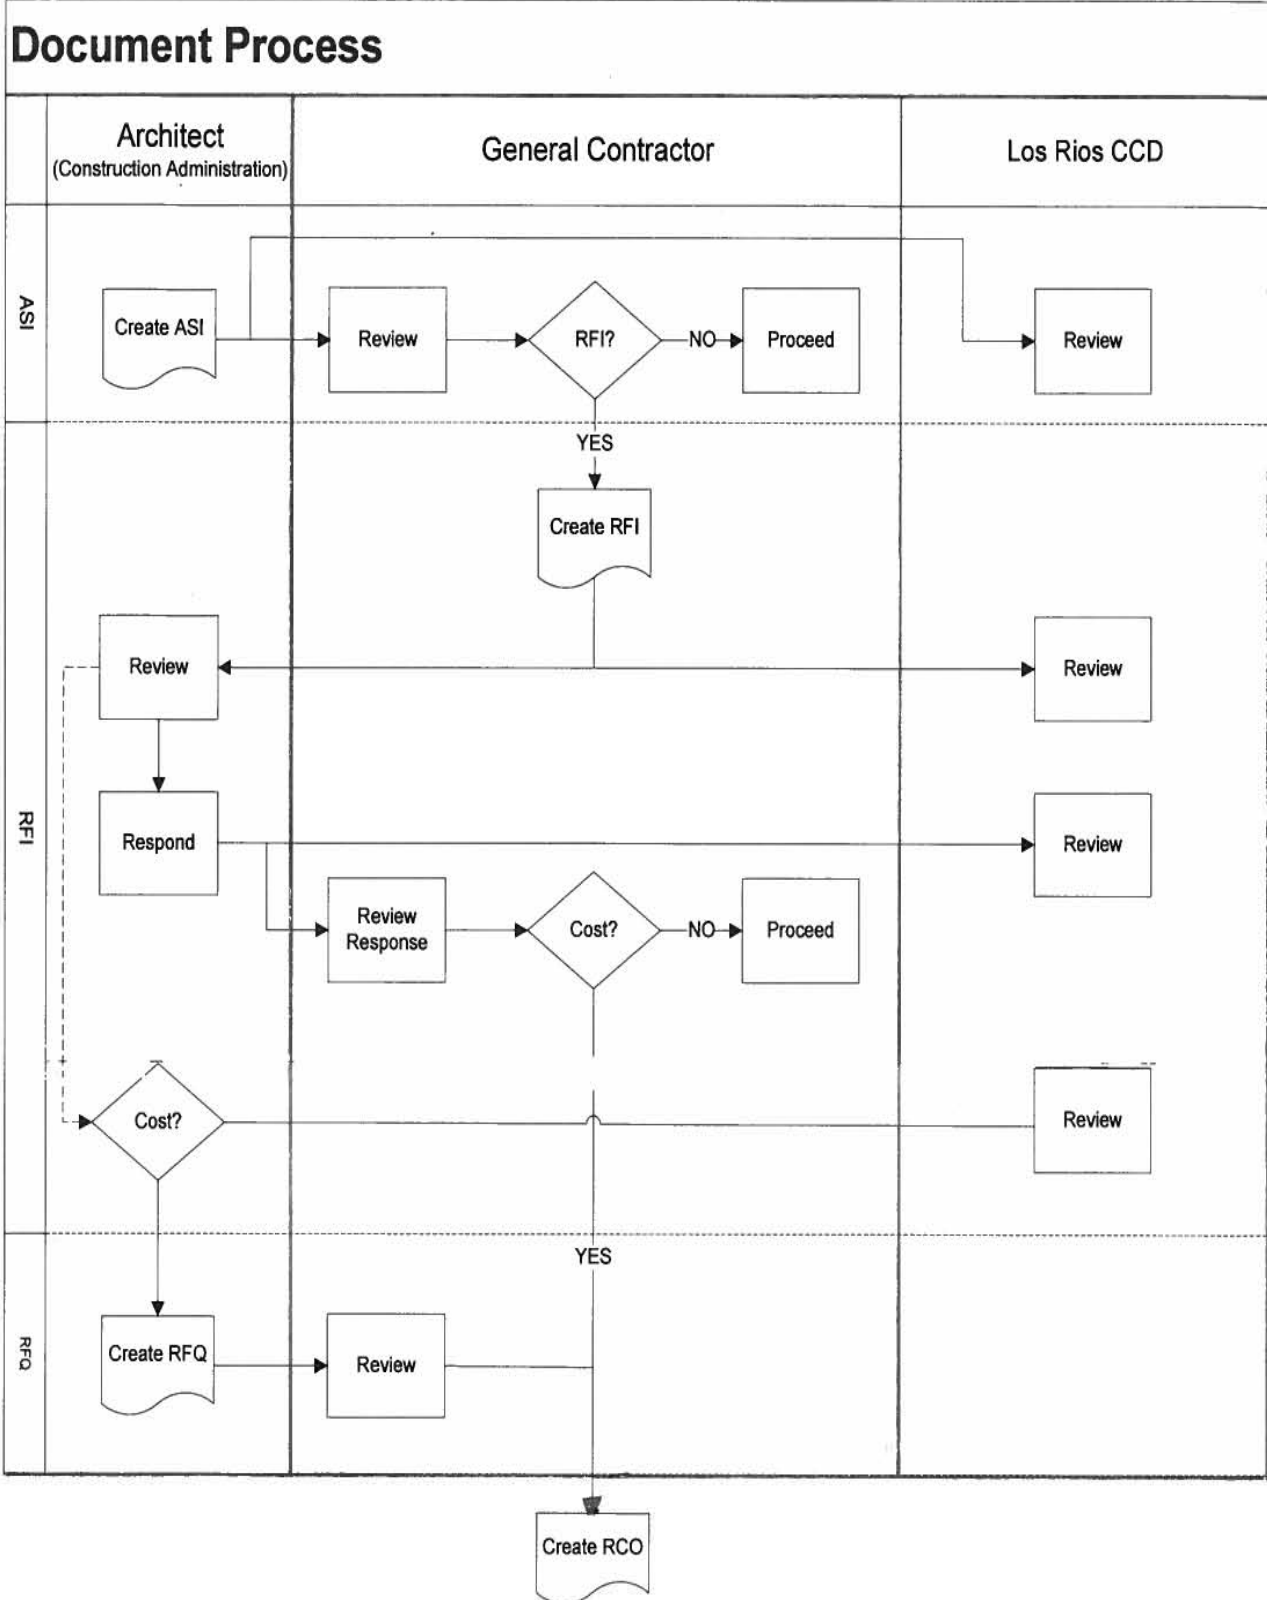 Document Process
Architect
(Construction Administration)
General Contractor
Los Rios CCD
ASI
Create ASI
Review
RFI?
NO
Proceed
Review
YES
RFI
Create RFI
Review
Review
Respond
Review
Review
Response
Cost?
NO
Proceed
Cost?
Review
YES
RFQ
Create RFQ
Review
Create RCO